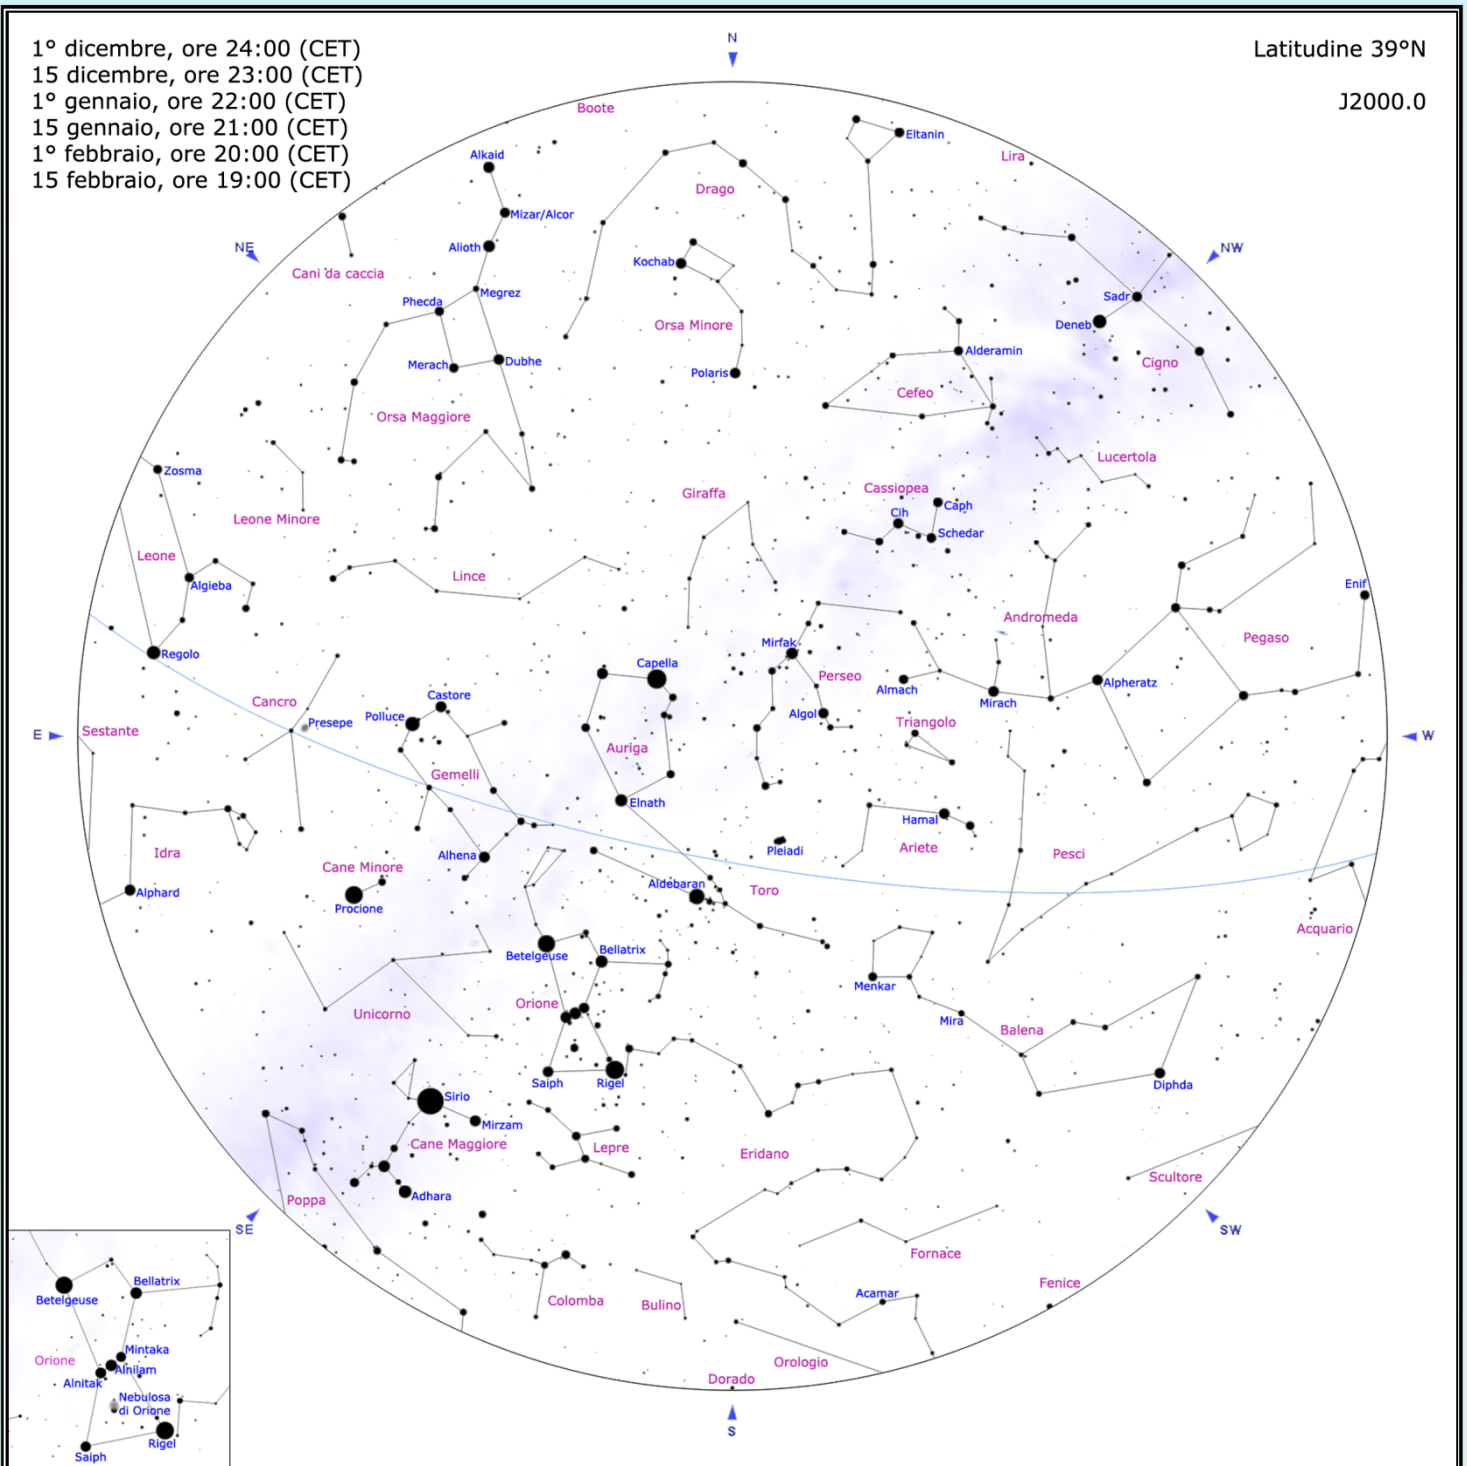 1° dicembre, ore 24:00 (CET)
15 dicembre, ore 23:00 (CET)
1° gennaio, ore 22:00 (CET)
15 gennaio, ore 21:00 (CET)
1° febbraio, ore 20:00 (CET)
15 febbraio, ore 19:00 (CET)
N
Latitudine 39°N
J2000.0
Boote
Eltanin
Alkaid
Lira
Drago
Mizar/Alcor
NE
Alioth
NW
Kochab
Cani da caccia
Megrez
Sadr
Phecda
Orsa Minore
Deneb
Alderamin
Merach
Dubhe
Cigno
Polaris
Cefeo
Orsa Maggiore
Lucertola
Zosma
Giraffa
Cassiopea
Caph
Cih
Leone Minore
Schedar
Leone
Lince
Enif
Algieba
Andromeda
Pegaso
Mirfak
Regolo
Capella
Perseo
Alpheratz
Almach
Castore
Cancro
Mirach
Polluce
Algol
Presepe
Triangolo
E
Sestante
W
Auriga
Gemelli
Elnath
Hamal
Pleiadi
Ariete
Idra
Alhena
Pesci
Cane Minore
Aldebaran
Toro
Alphard
Procione
Acquario
Bellatrix
Betelgeuse
Menkar
Orione
Unicorno
Mira
Balena
Saiph
Rigel
Diphda
Sirio
Mirzam
Cane Maggiore
Lepre
Eridano
Scultore
Adhara
Poppa
SE
SW
Fornace
Fenice
Acamar
Colomba
Bulino
Orologio
Dorado
S
Bellatrix
Betelgeuse
Mintaka
Orione
Alnilam
Alnitak
Nebulosa
di Orione
Rigel
Saiph